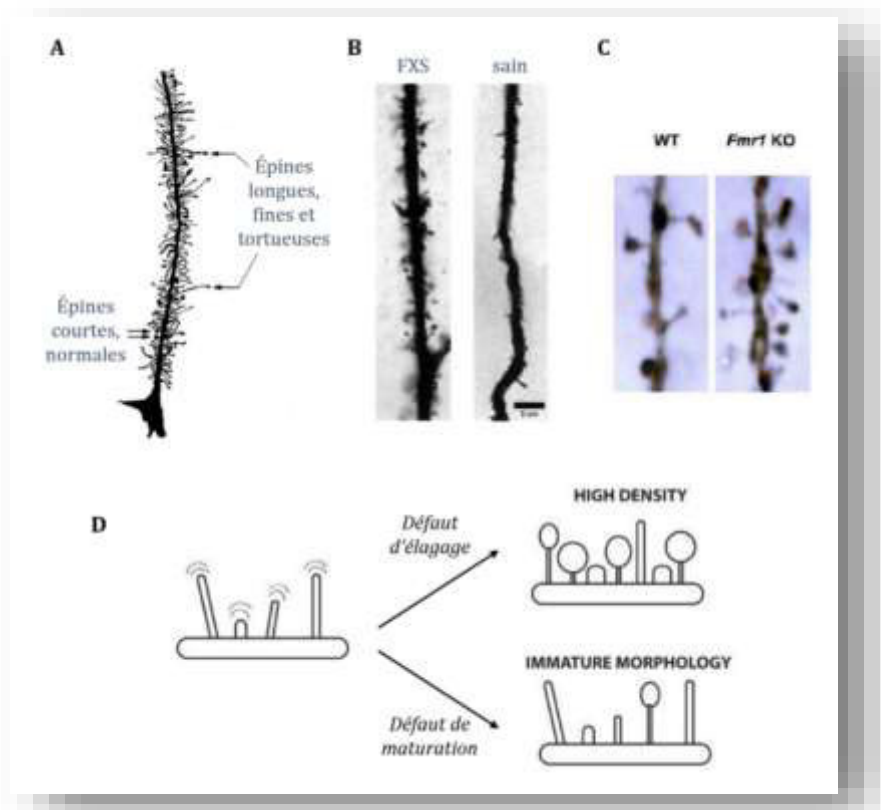 A
B
C
FXS
sain
WT
Fmr1 KO
Épines
longues,
fines et
tortueuses
Épines
courtes,
normales
D
Défaut
d'élagage
HIGH DENSITY
Défaut de
maturation
IMMATURE MORPHOLOGY